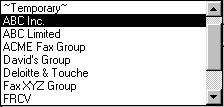 ~Temporary~
ABC Inc.
ABC Limited
ACME Fax Group
David's Group
Deloitte & Touche
Fax XYZ Group
FRCV